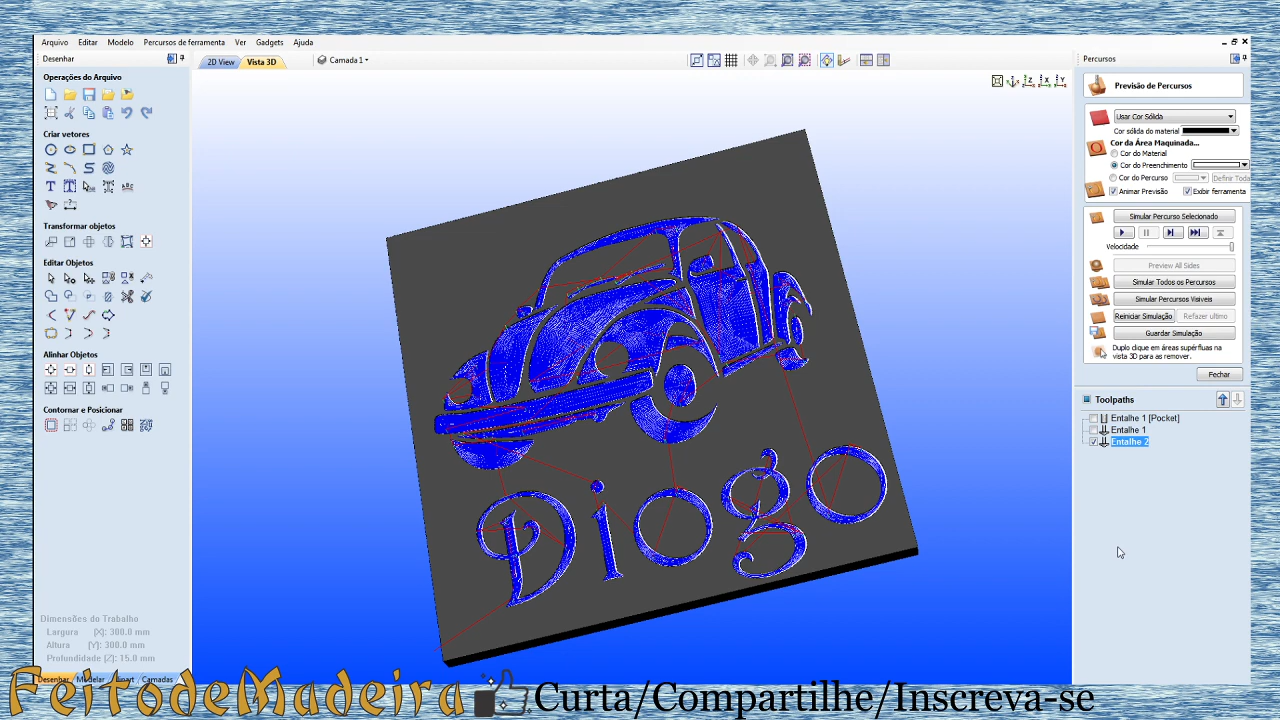 Arquivo Editar Modelo Percursos de ferramenta Ver Gadgets Ajuda
Desenhar
2D View Vista 3D Camada 1
Percursos
Operações do Arquivo
Criar vetores
Transformar objetos
Editar Objetos
Alinhar Objetos
Contornar e Posicionar
Dimensões do Trabalho
Largura [X]: 300.0 mm
Altura [Y]: 300.0 mm
Profundidade [Z]: 15.0 mm
Desenhar Modelar Camadas
Diogo
Previsão de Percursos
Usar Cor Sólida
Cor sólida do material
Cor da Área Maquinada...
Cor do Material
Cor do Preenchimento
Cor do Percurso Definir Toda
Animar Previsão Exibir ferramenta
Simular Percurso Selecionado
Velocidade
Preview All Sides
Simular Todos os Percursos
Simular Percursos Visiveis
Reiniciar Simulação Refazer ultimo
Guardar Simulação
Duplo clique em áreas supérfluas na
vista 3D para as remover.
Fechar
Toolpaths
Entalhe 1 [Pocket]
Entalhe 1
Entalhe 2
FeitodeMadeira Curta/Compartilhe/Inscreva-se